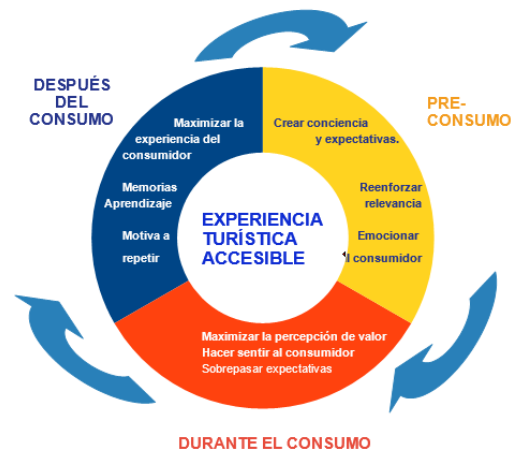 DESPUÉS
DEL
CONSUMO
PRE-
CONSUMO
Maximizar la
experiencia del
consumidor
Memorias
Aprendizaje
Motiva a
repetir
Crear conciencia
y expectativas.
Reenforzar
relevancia
Emocionar
l consumidor
EXPERIENCIA
TURÍSTICA
ACCESIBLE
Maximizar la percepción de valor
Hacer sentir al consumidor
Sobrepasar expectativas
DURANTE EL CONSUMO